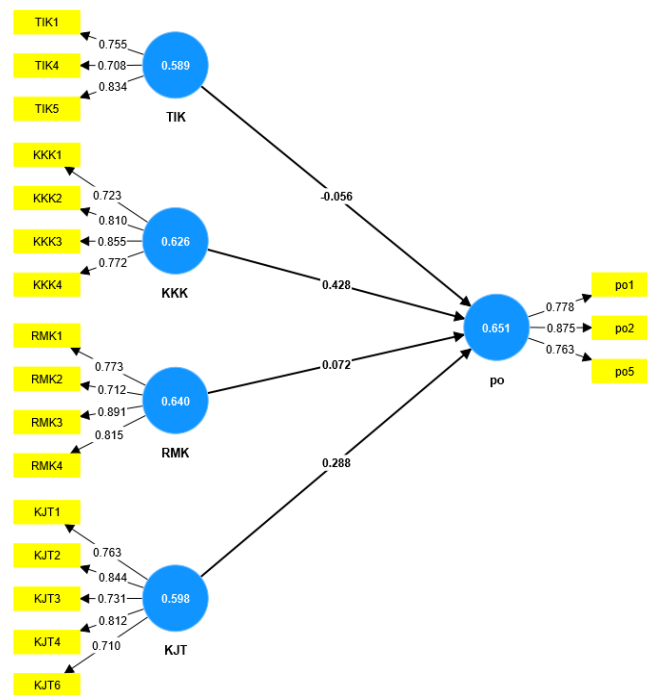 TIK1
0.755
TIK4
0.708
TIK5
0.834
0.589
TIK
KKK1
0.723
KKK2
0.810
KKK3
0.855
KKK4
0.772
0.626
KKK
RMK1
0.773
RMK2
0.712
RMK3
0.891
RMK4
0.815
0.640
RMK
KJT1
0.763
KJT2
0.844
KJT3
0.731
KJT4
0.812
KJT6
0.710
0.598
KJT
-0.056
0.428
0.072
0.288
0.651
po
0.778
po1
0.875
po2
0.763
po5